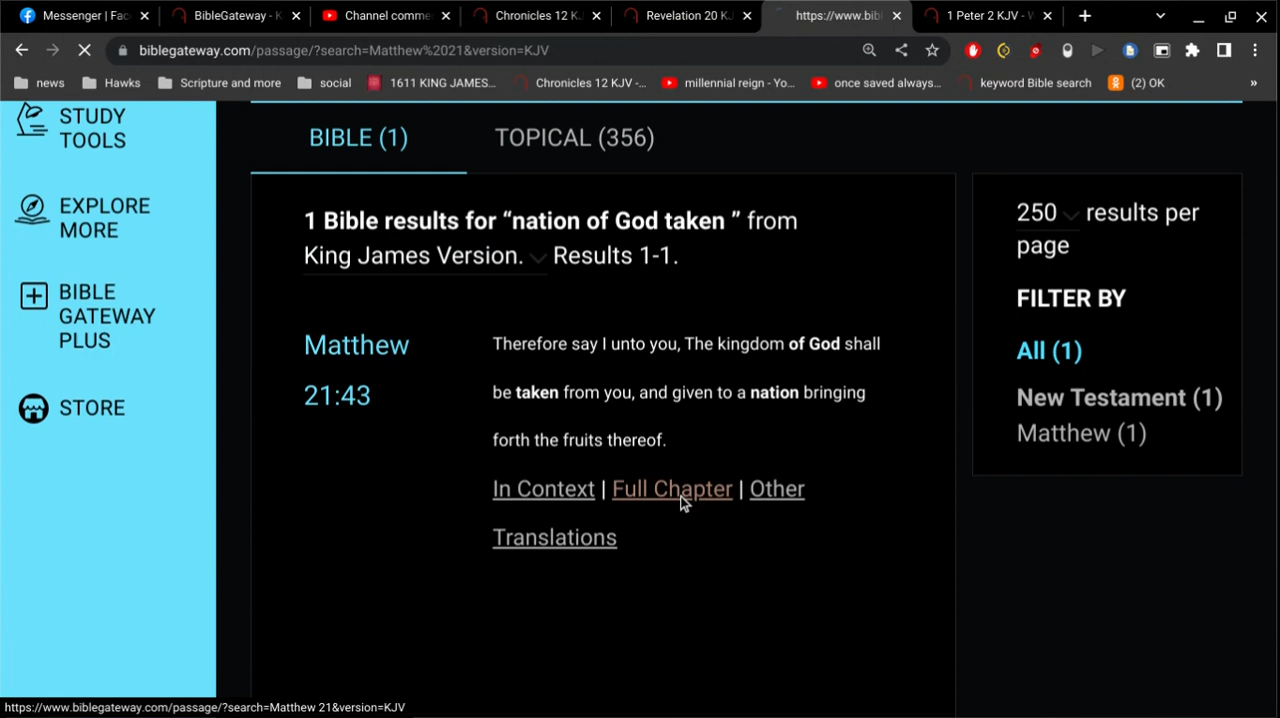 Messenger | Fac
BibleGateway - K
Channel comme
Chronicles 12 KJ
Revelation 20 KJ
https://www.bibl
1 Peter 2 KJV - W
biblegateway.com/passage/?search=Matthew%2021&version=KJV
news
Hawks
Scripture and more
social
1611 KING JAMES...
Chronicles 12 KJV -...
millennial reign - Yo...
once saved always...
keyword Bible search
(2) OK
»
STUDY
TOOLS
EXPLORE
MORE
BIBLE
GATEWAY
PLUS
STORE
BIBLE (1)
TOPICAL (356)
1 Bible results for “nation of God taken ” from
King James Version. Results 1-1.
Matthew
21:43
Therefore say I unto you, The kingdom of God shall
be taken from you, and given to a nation bringing
forth the fruits thereof.
In Context | Full Chapter | Other
Translations
250 results per
page
FILTER BY
All (1)
New Testament (1)
Matthew (1)
https://www.biblegateway.com/passage/?search=Matthew 21&version=KJV